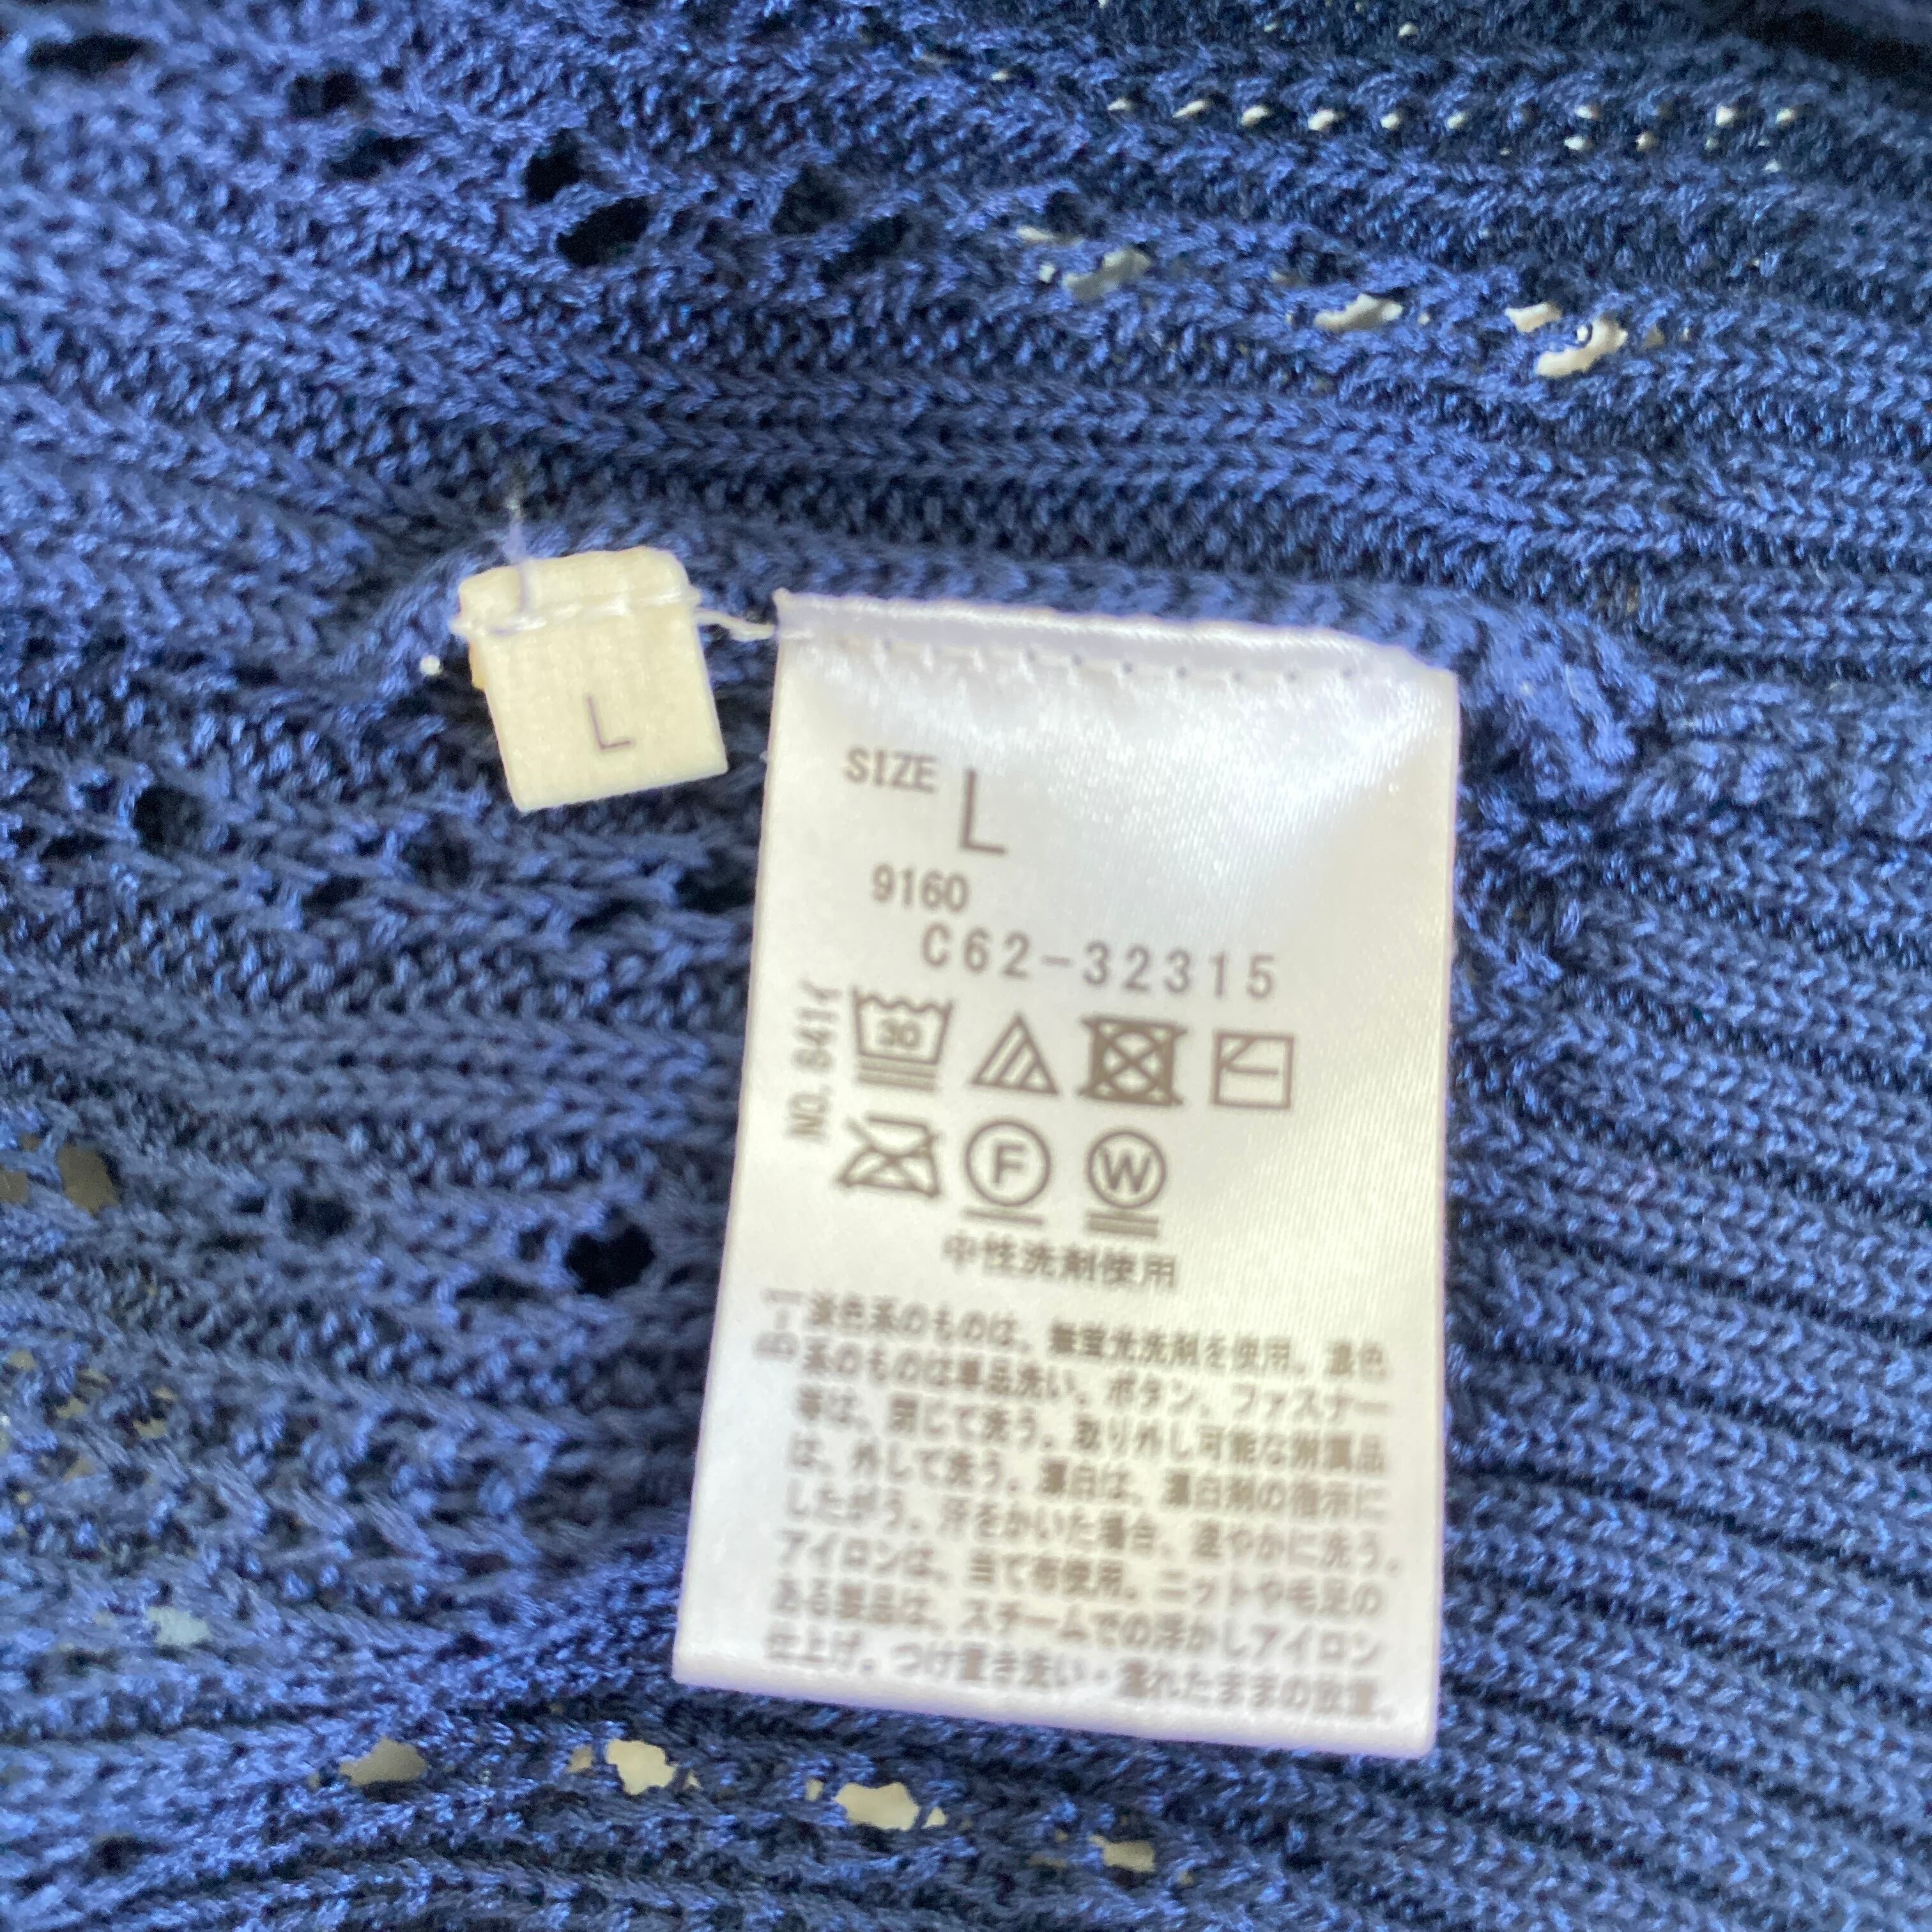 L
SIZE L
9160
C62-32315
NO.841イ
30
F W
中性洗剤使用
淡色系のものは、無蛍光洗剤を使用。濃色
系のものは単品洗い。ボタン、ファスナー
等は、閉じて洗う。取り外し可能な附属品
は、外して洗う。漂白は、漂白剤の指示に
したがう。汗をかいた場合、速やかに洗う。
アイロンは、当て布使用。ニットや毛足の
ある製品は、スチームでの浮かしアイロン
仕上げ。つけ置き洗い・濡れたままの放置、